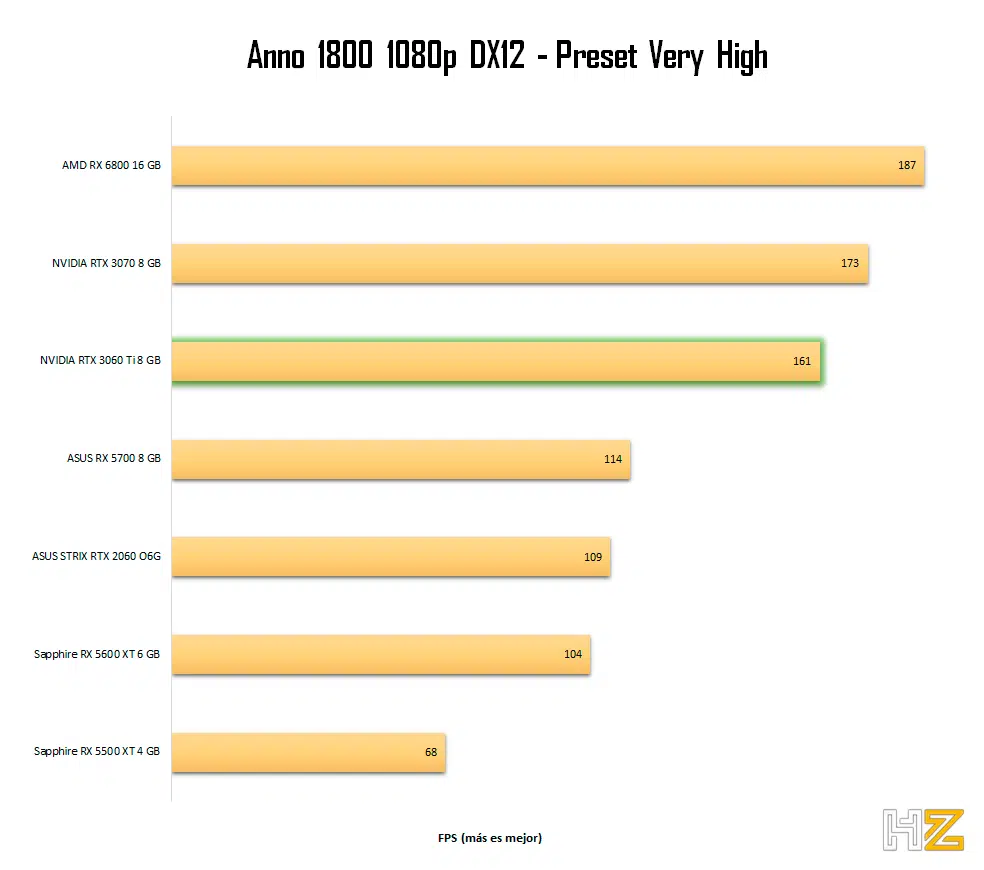 Anno 1800 1080p DX12 - Preset Very High
AMD RX 6800 16 GB 187
NVIDIA RTX 3070 8 GB 173
NVIDIA RTX 3060 Ti 8 GB 161
ASUS RX 5700 8 GB 114
ASUS STRIX RTX 2060 O6G 109
Sapphire RX 5600 XT 6 GB 104
Sapphire RX 5500 XT 4 GB 68
FPS (más es mejor)
HZ